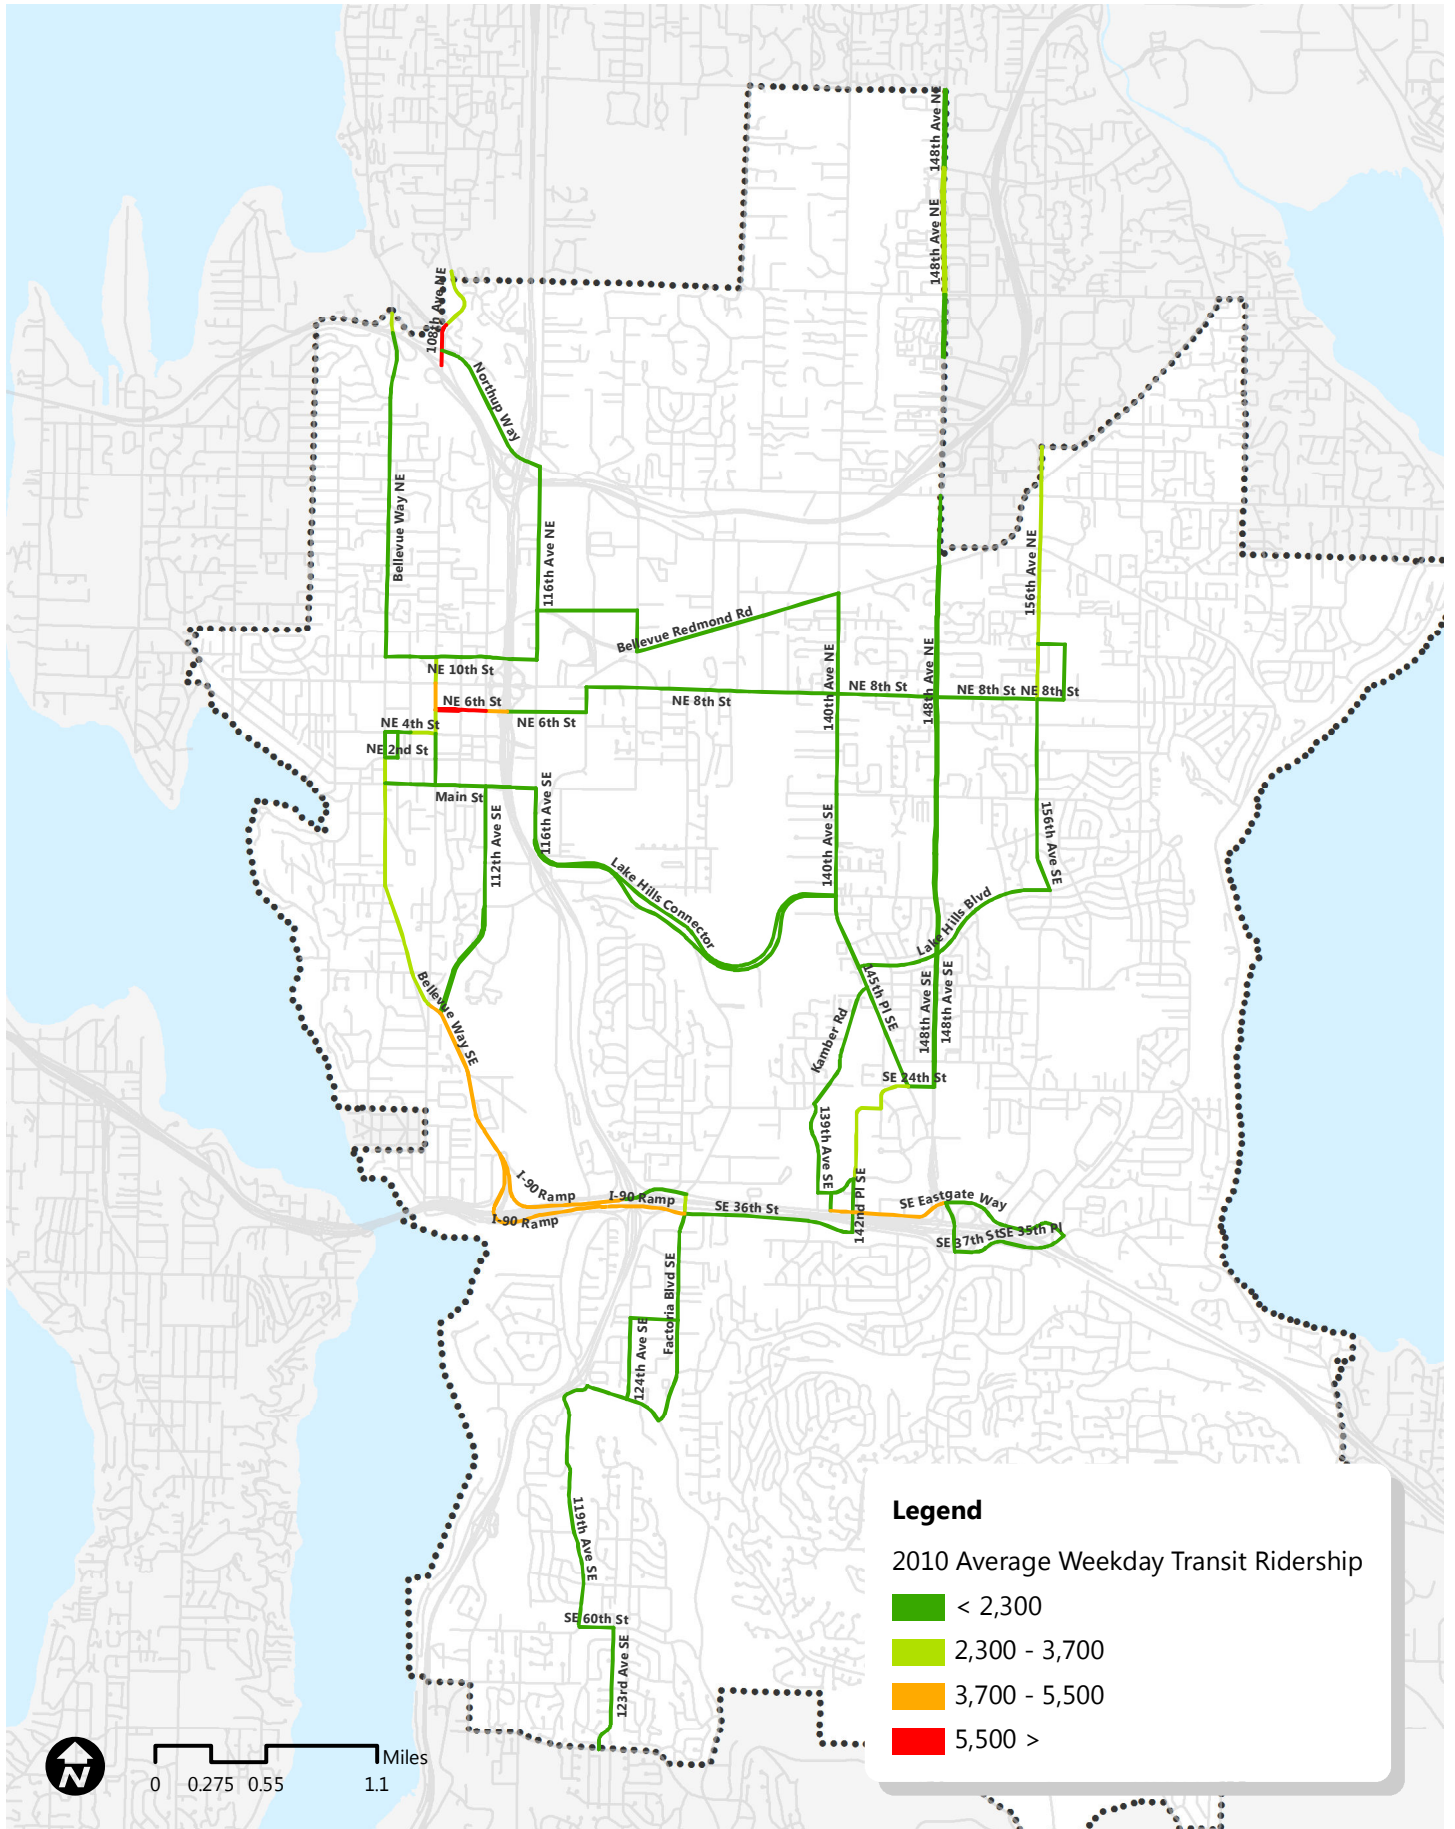 148th Ave NE
148th Ave NE
108th Ave NE
Northup Way
Bellevue Way NE
116th Ave NE
156th Ave NE
Bellevue Redmond Rd
NE 10th St
140th Ave NE
148th Ave NE
NE 8th St
NE 8th St
NE 8th St
NE 8th St
NE 6th St
NE 6th St
NE 4th St
NE 2nd St
Main St
116th Ave SE
112th Ave SE
140th Ave SE
156th Ave SE
Lake Hills Connector
Lake Hills Blvd
145th Pl SE
148th Ave SE
148th Ave SE
Bellevue Way SE
Kamber Rd
SE 24th St
139th Ave SE
142nd Pl SE
I-90 Ramp
I-90 Ramp
I-90 Ramp
SE 36th St
SE Eastgate Way
SE 37th St
SE 35th Pl
Factoria Blvd SE
124th Ave SE
119th Ave SE
SE 60th St
123rd Ave SE
Legend
2010 Average Weekday Transit Ridership
< 2,300
2,300 - 3,700
3,700 - 5,500
5,500 >
N
Miles
0 0.275 0.55 1.1